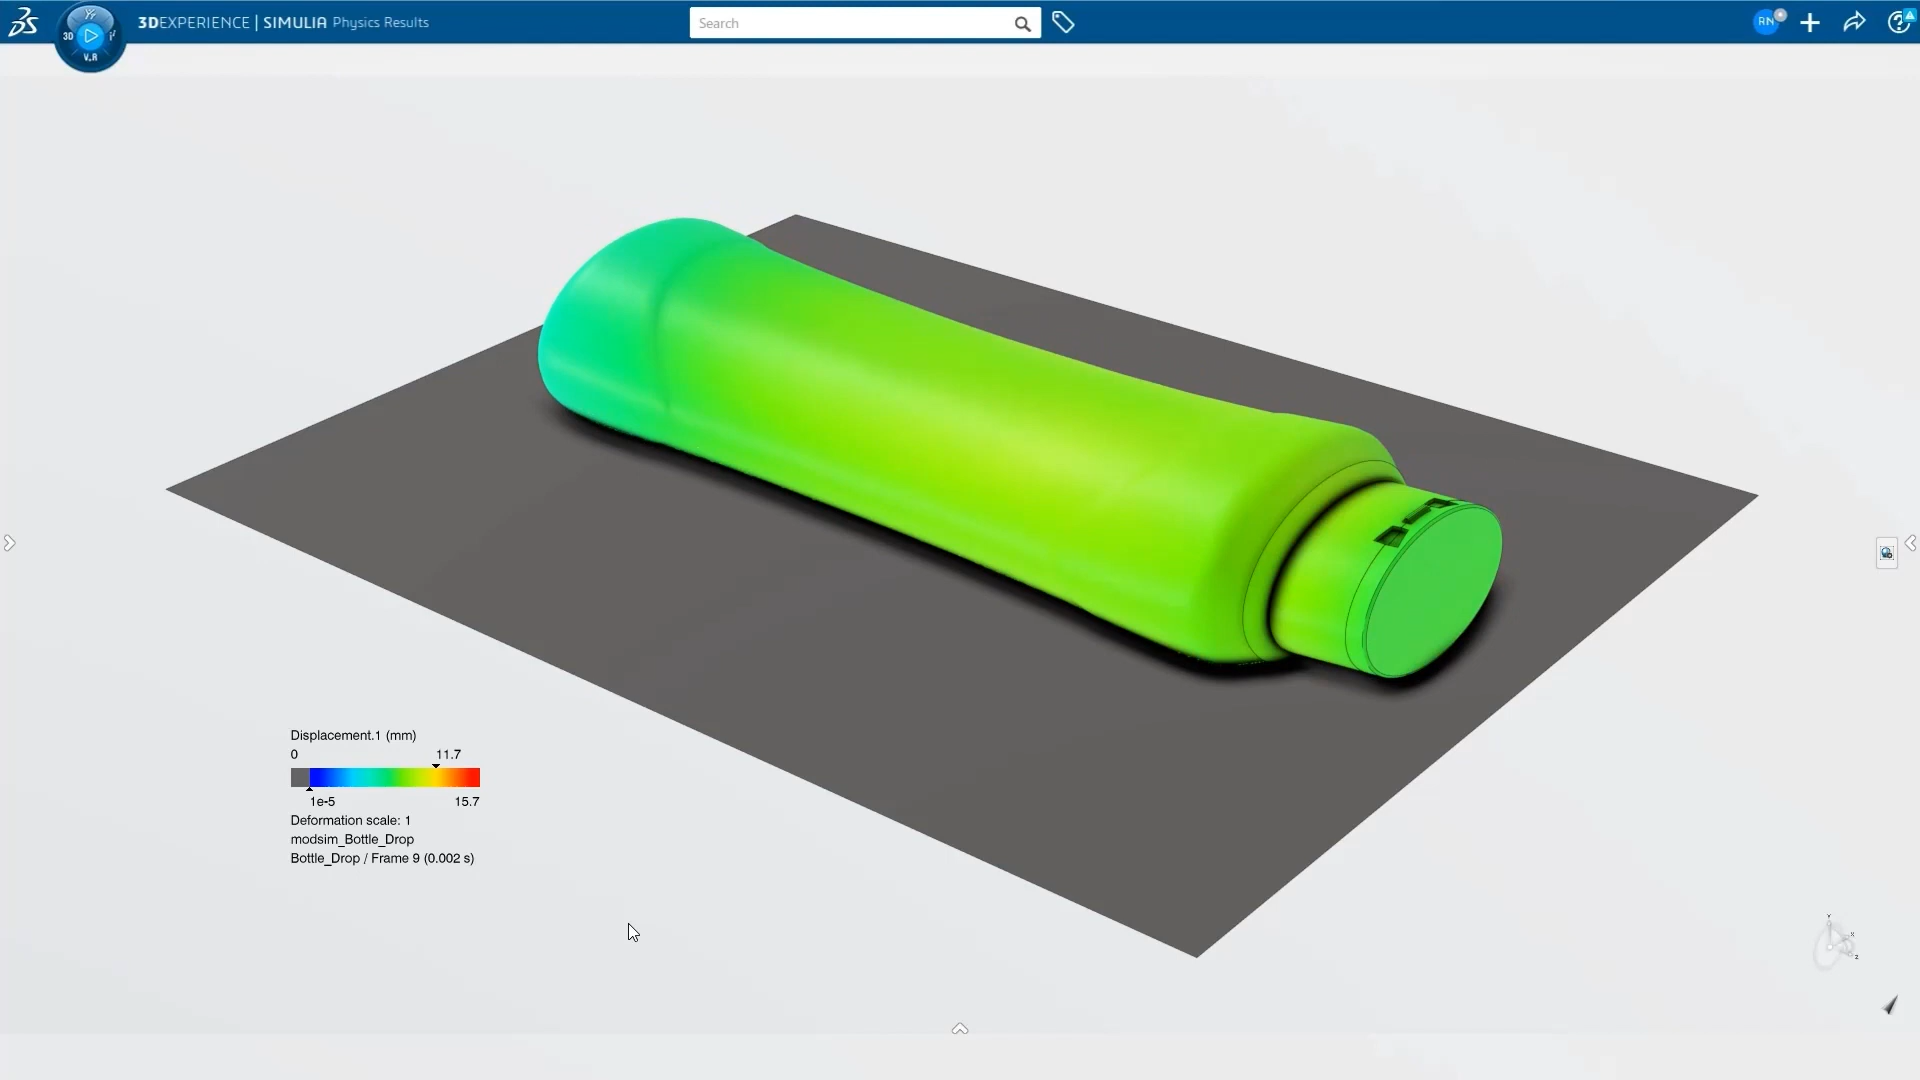 3DEXPERIENCE | SIMULIA Physics Results
Search
RN
3D
V.R
Displacement.1 (mm)
0 11.7
1e-5 15.7
Deformation scale: 1
modsim_Bottle_Drop
Bottle_Drop / Frame 9 (0.002 s)
Y
X
Z